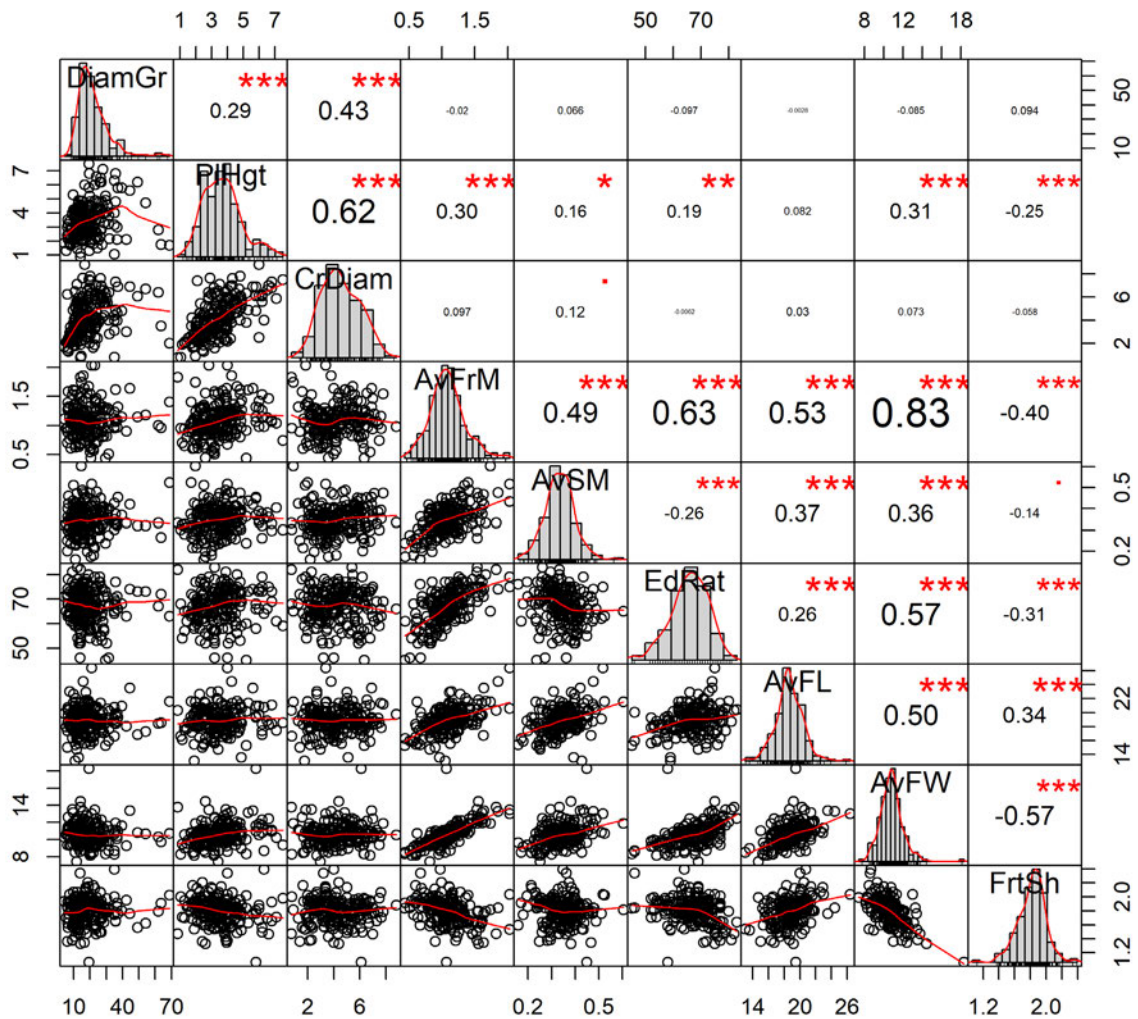 1 3 5 7 0.5 1.5 50 70 8 12 18
DiamGr *** 0.29 *** 0.43 -0.02 0.066 -0.097 -0.085 0.094 50 10
7 4 1 PlHgt *** 0.62 *** 0.30 * 0.16 ** 0.19 0.082 *** 0.31 *** -0.25
CrDiam 0.097 0.12 -0.0062 0.03 0.073 -0.058 6 2
1.5 0.5 AvFrM *** 0.49 *** 0.63 *** 0.53 *** 0.83 *** -0.40
AvSM *** -0.26 *** 0.37 *** 0.36 -0.14 0.5 0.2
70 50 EdRat *** 0.26 *** 0.57 *** -0.31
AvFL *** 0.50 *** 0.34 22 14
14 8 AvFW *** -0.57
FrtSh 2.0 1.2
10 40 70 2 6 0.2 0.5 14 20 26 1.2 2.0